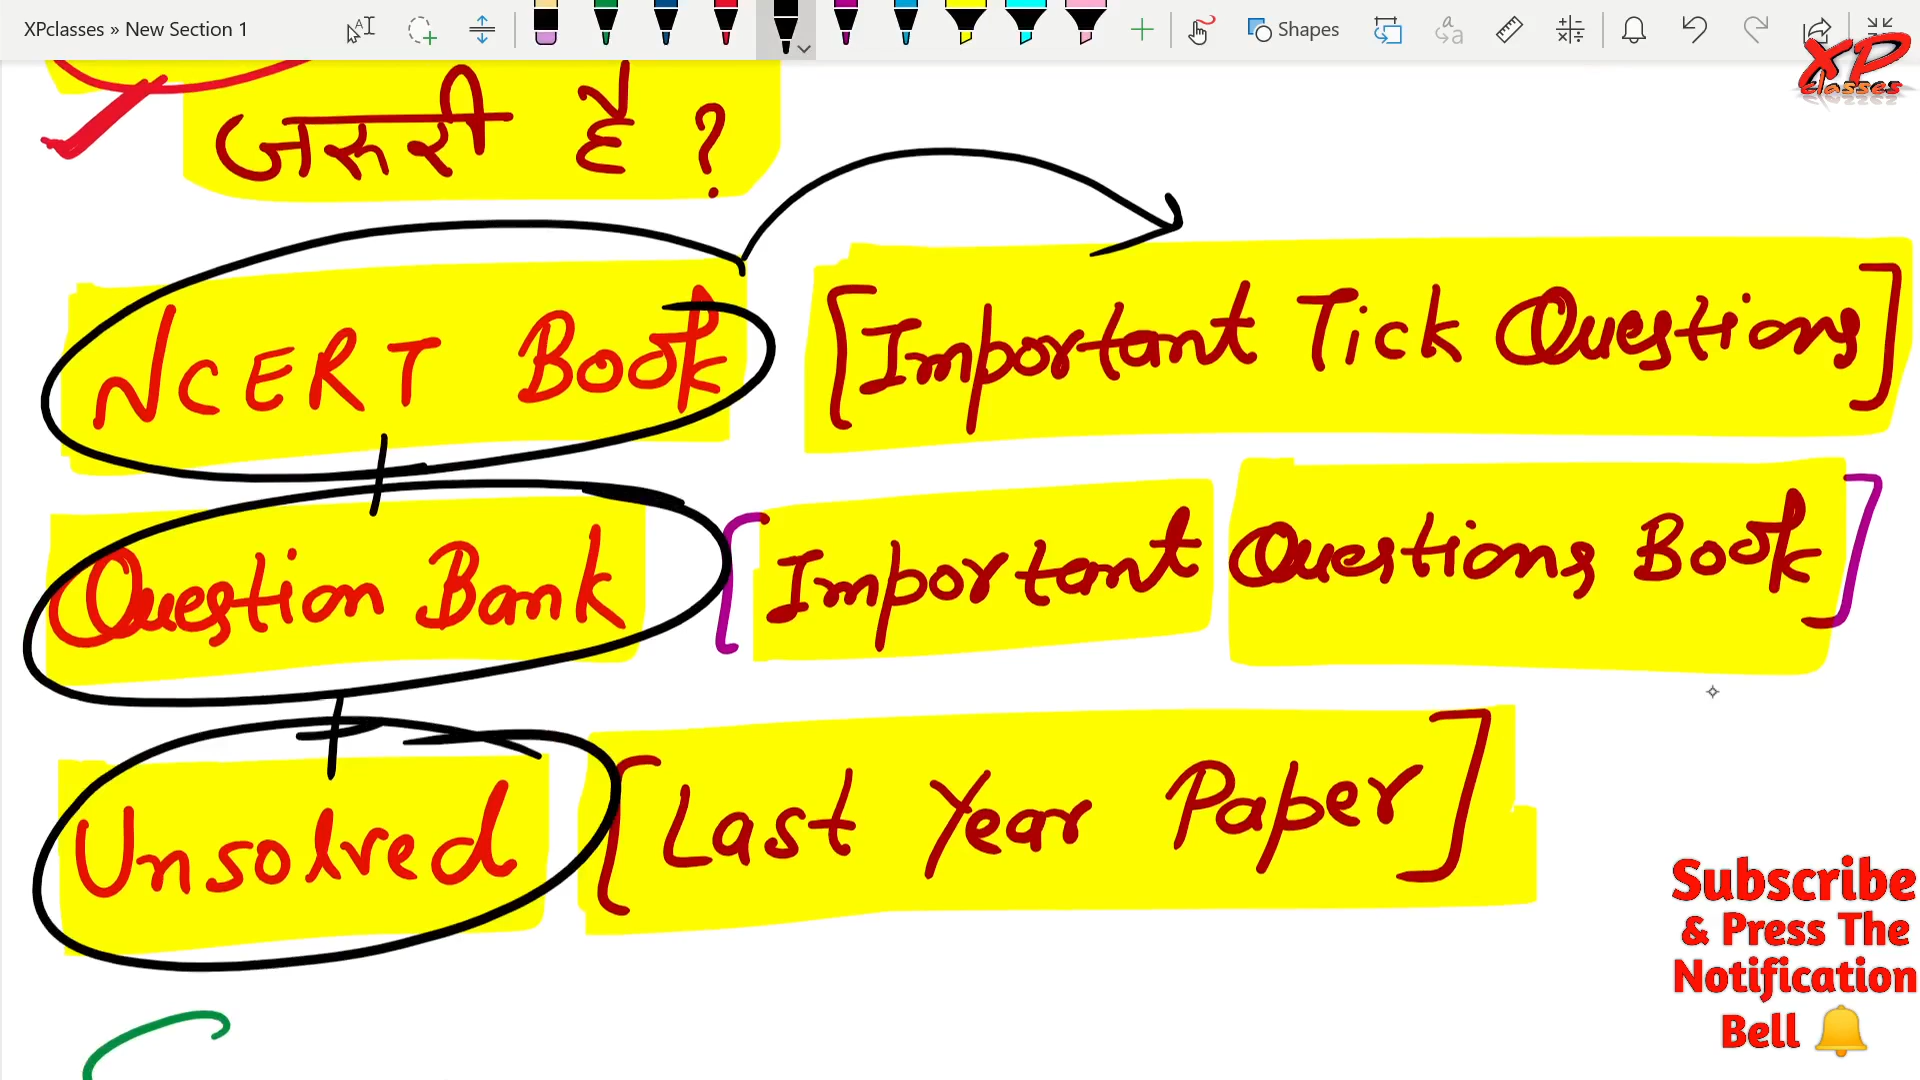 XPclasses » New Section 1
Shapes
XP
classes
जरुरी है ?
NCERT Book [Important Tick Questions]
Question Bank [Important Questions Book]
Unsolved [Last Year Paper]
Subscribe
& Press The
Notification
Bell